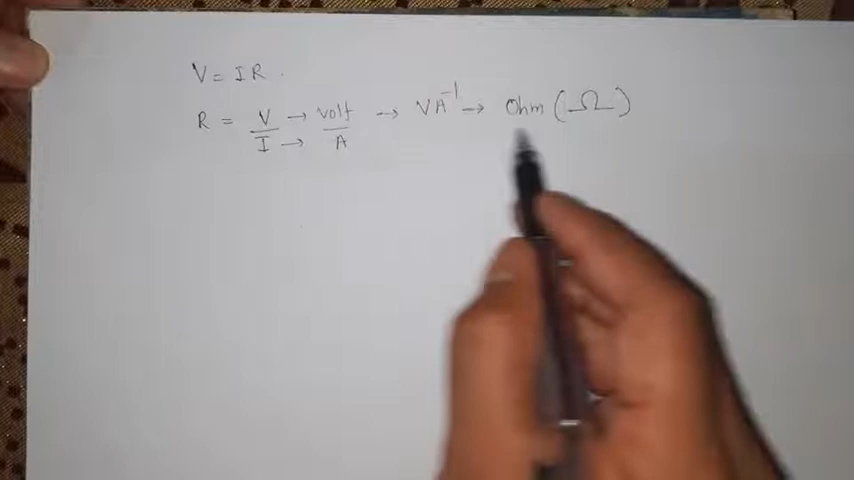 V = IR.
R = V/I → volt/A → VA⁻¹ → Ohm (Ω)